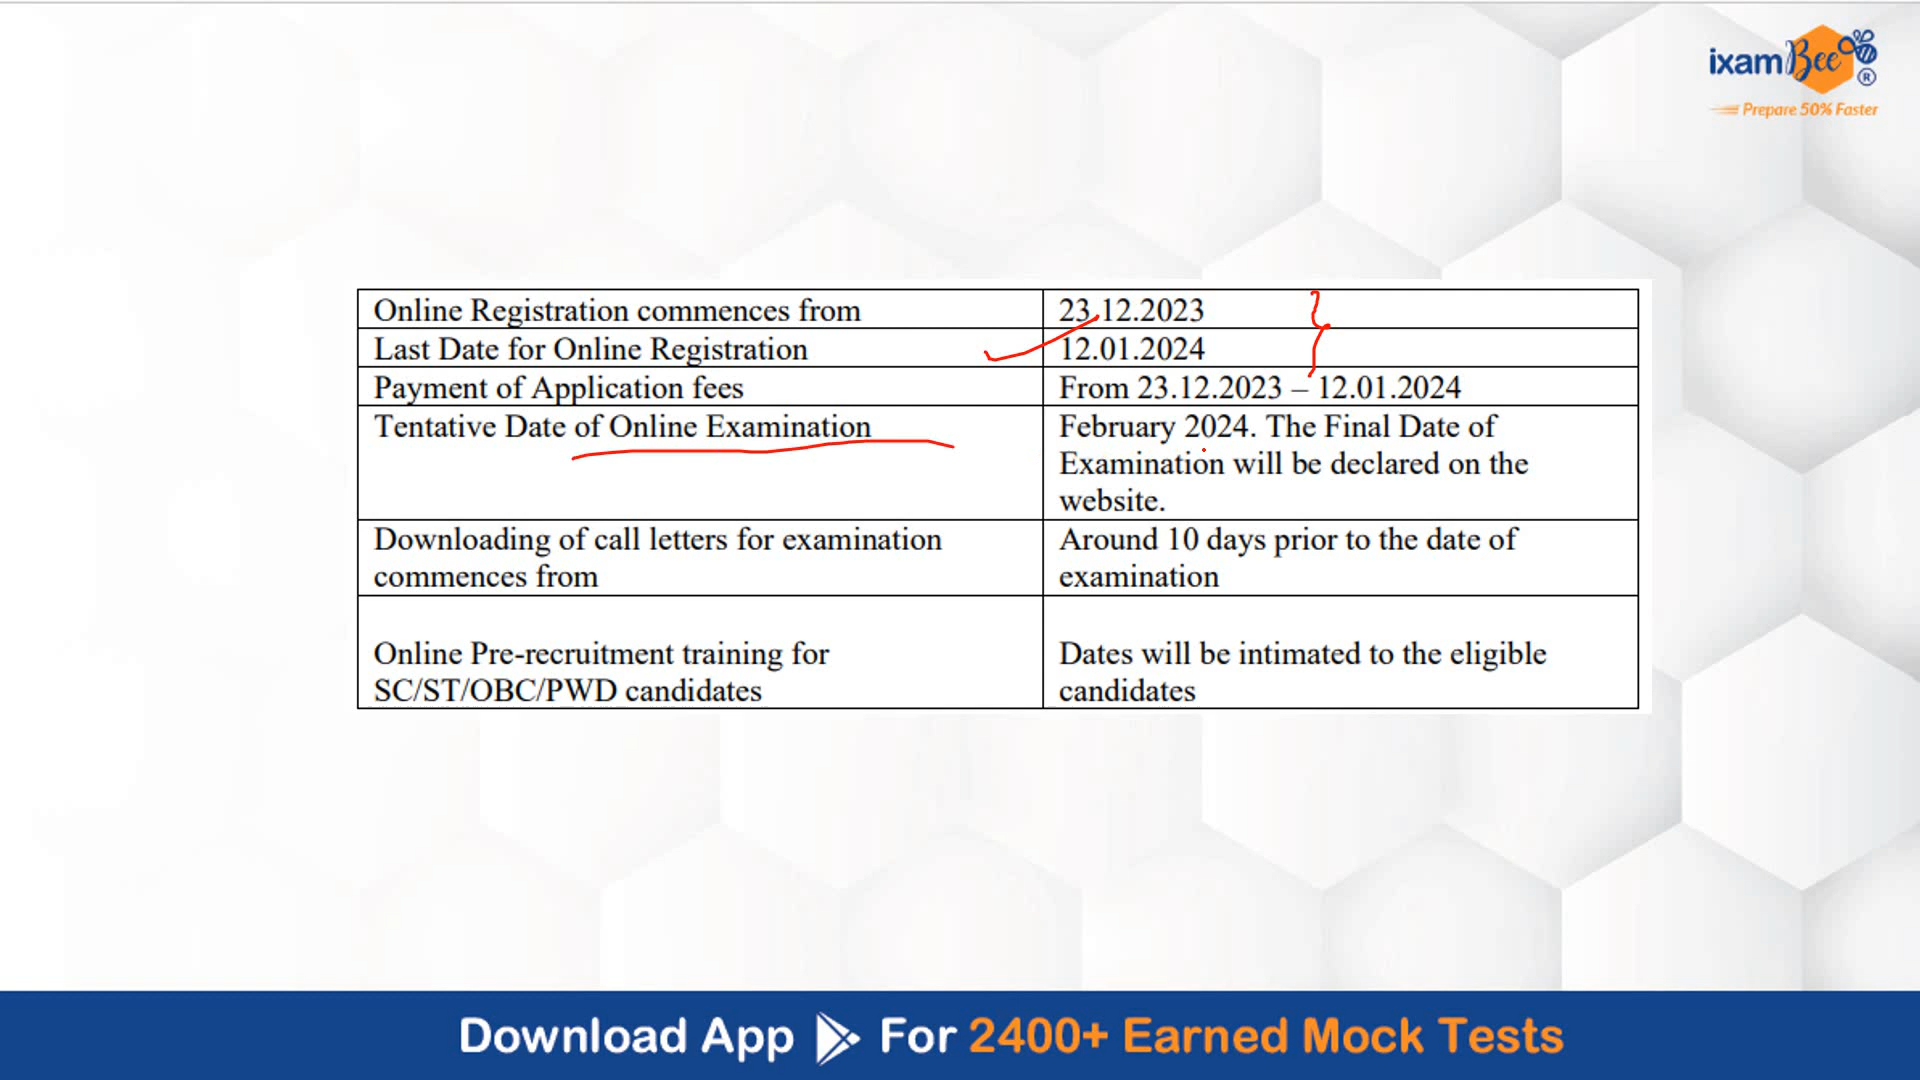 ixamBee®
Prepare 50% Faster
Online Registration commences from 23.12.2023
Last Date for Online Registration 12.01.2024
Payment of Application fees From 23.12.2023 – 12.01.2024
Tentative Date of Online Examination February 2024. The Final Date of
Examination will be declared on the
website.
Downloading of call letters for examination Around 10 days prior to the date of
commences from examination
Online Pre-recruitment training for Dates will be intimated to the eligible
SC/ST/OBC/PWD candidates candidates
Download App For 2400+ Earned Mock Tests